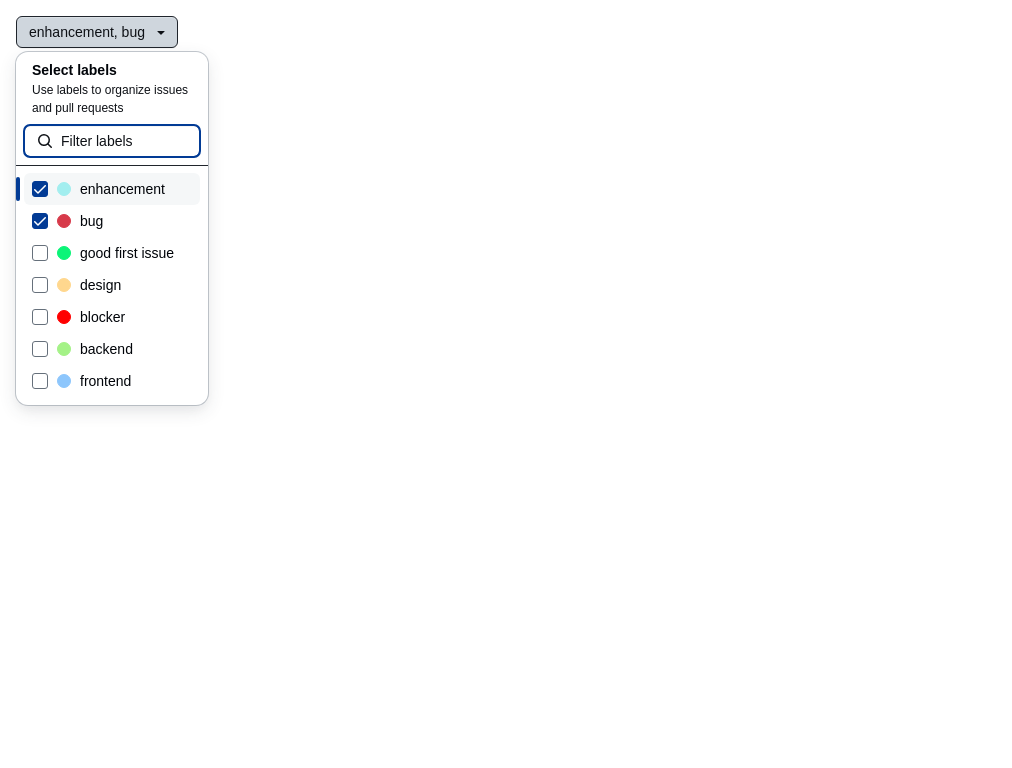 enhancement, bug
Select labels
Use labels to organize issues
and pull requests
Filter labels
enhancement
bug
good first issue
design
blocker
backend
frontend